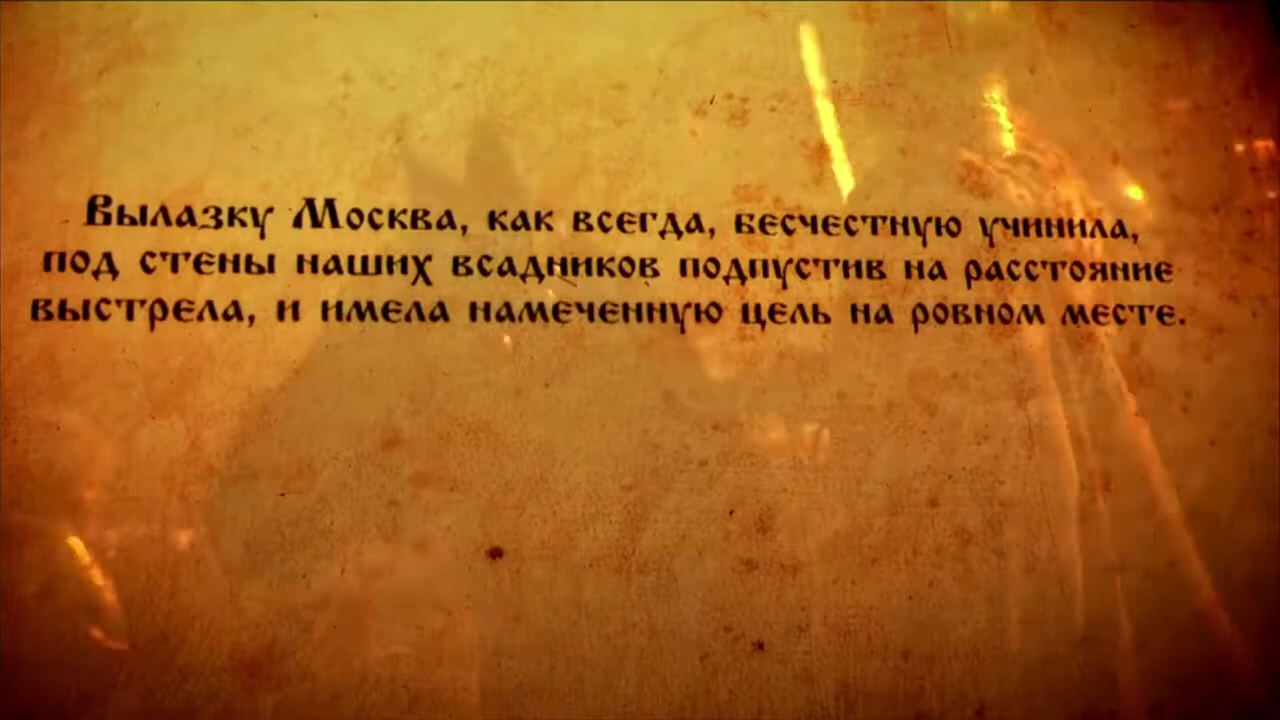 Вылазку Москва, как всегда, бесчестную учинила,
под стены наших всадников подпустив на расстояние
выстрела, и имела намеченную цель на ровном месте.